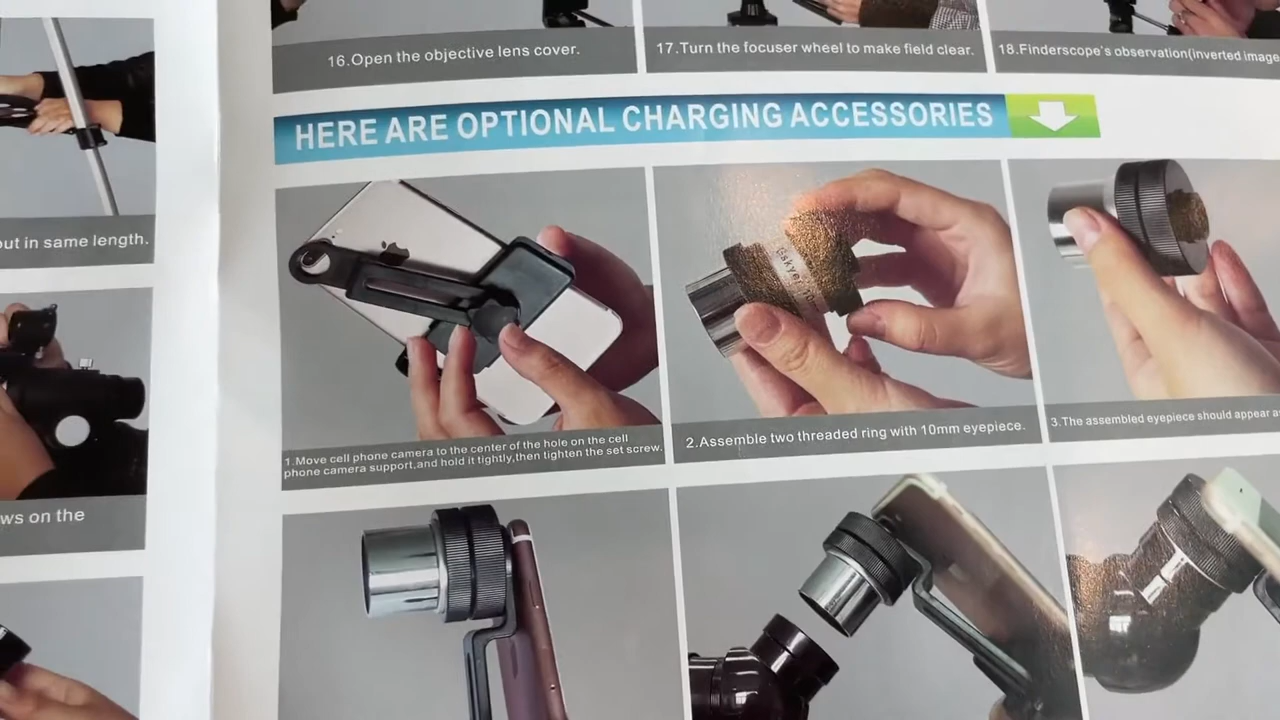 16.Open the objective lens cover.
17.Turn the focuser wheel to make field clear.
18.Finderscope's observation(inverted image
HERE ARE OPTIONAL CHARGING ACCESSORIES
out in same length.
1.Move cell phone camera to the center of the hole on the cell
phone camera support,and hold it tightly,then tighten the set screw.
2.Assemble two threaded ring with 10mm eyepiece.
3.The assembled eyepiece should appear
ws on the